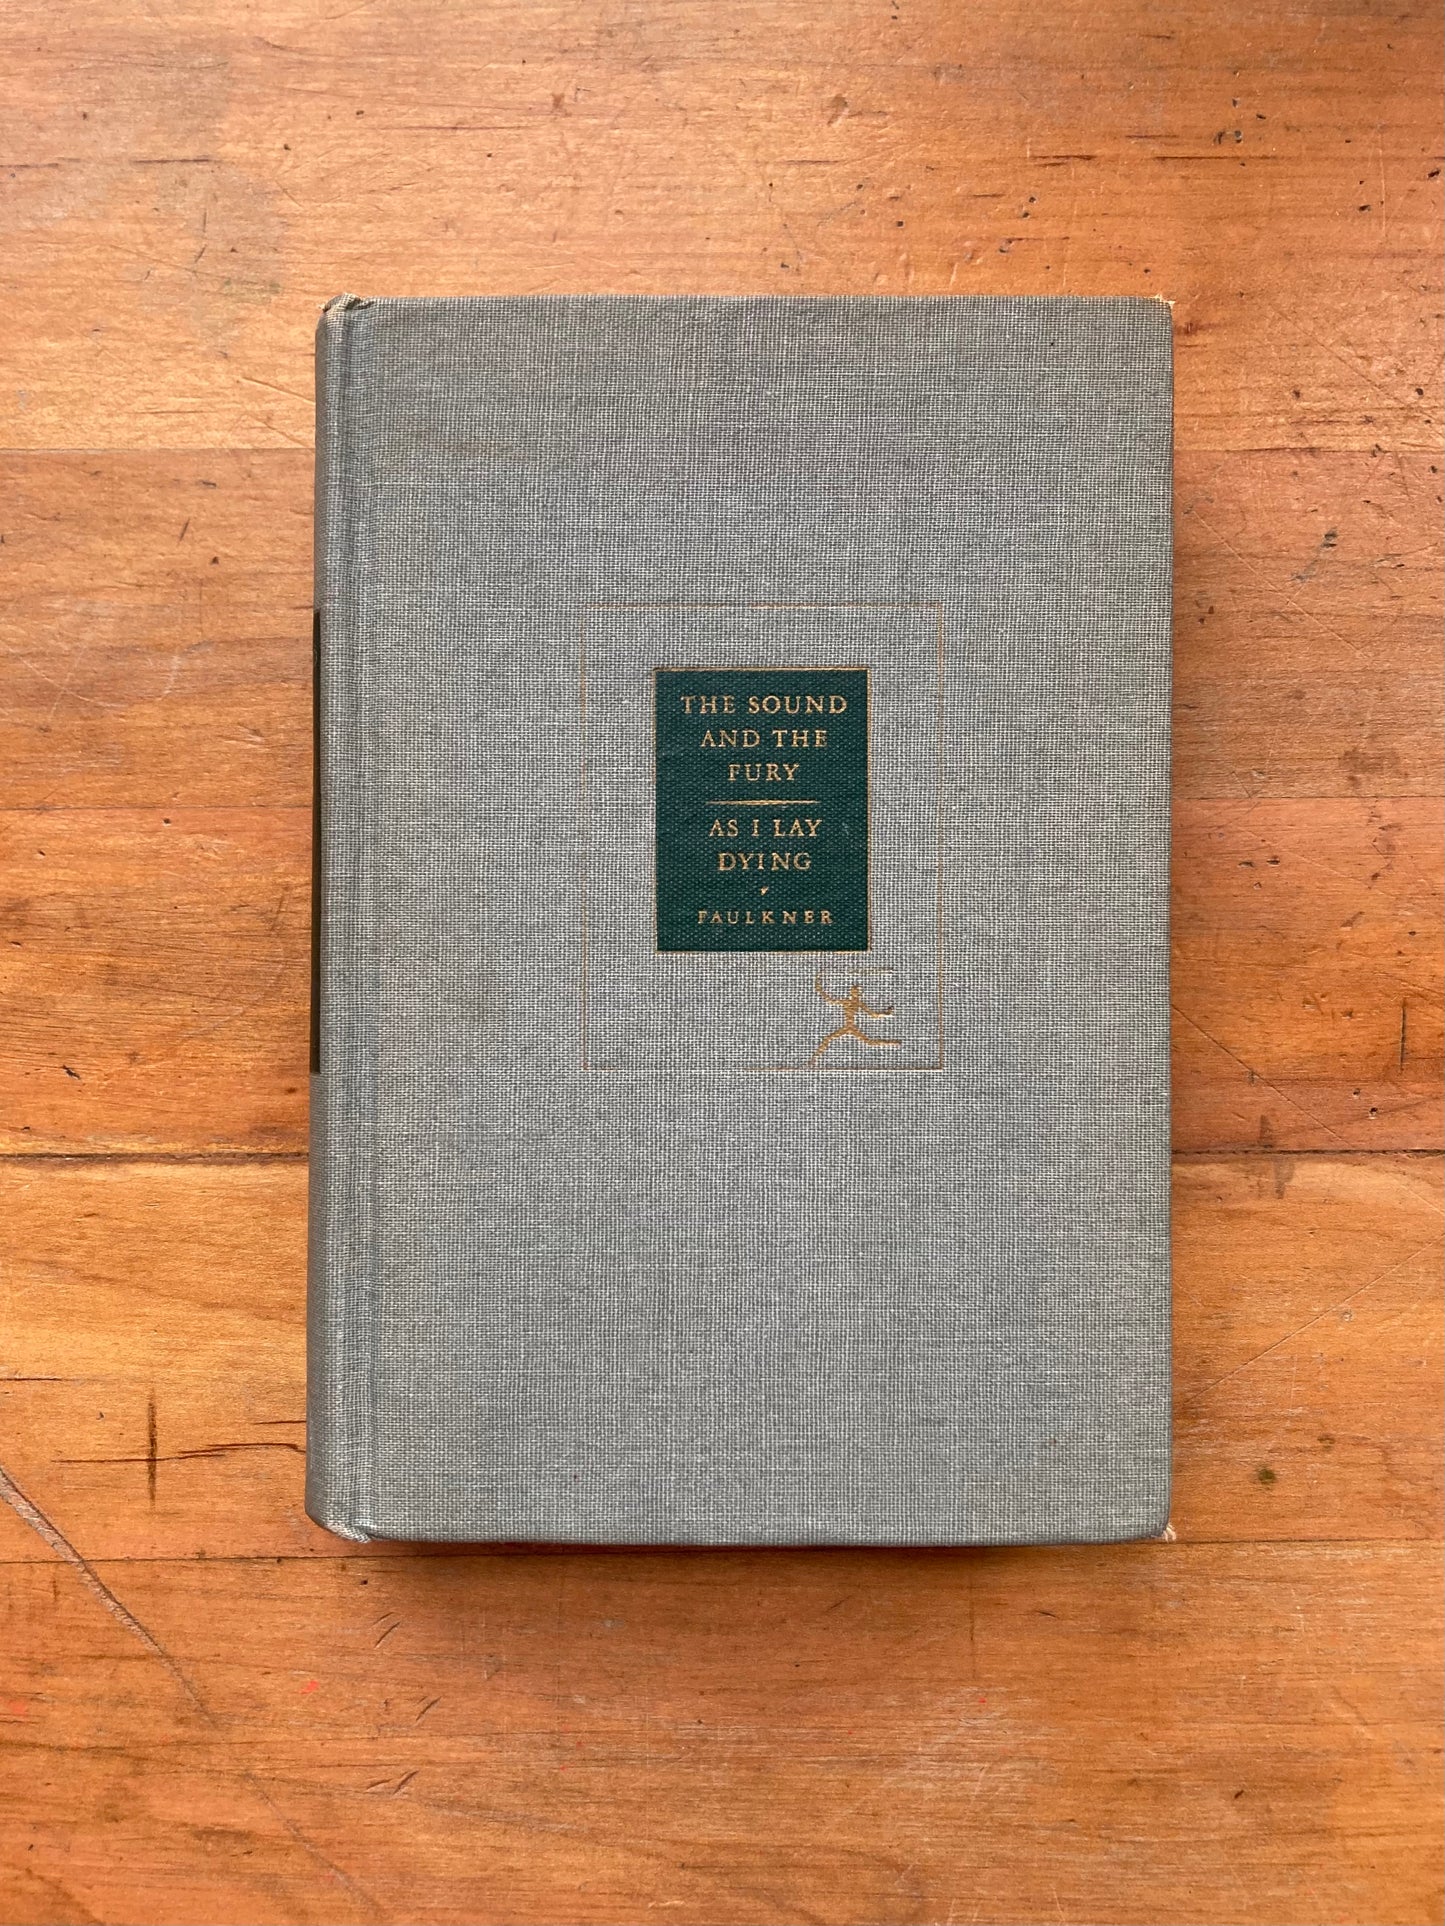 THE SOUND
AND THE
FURY
AS I LAY
DYING
FAULKNER